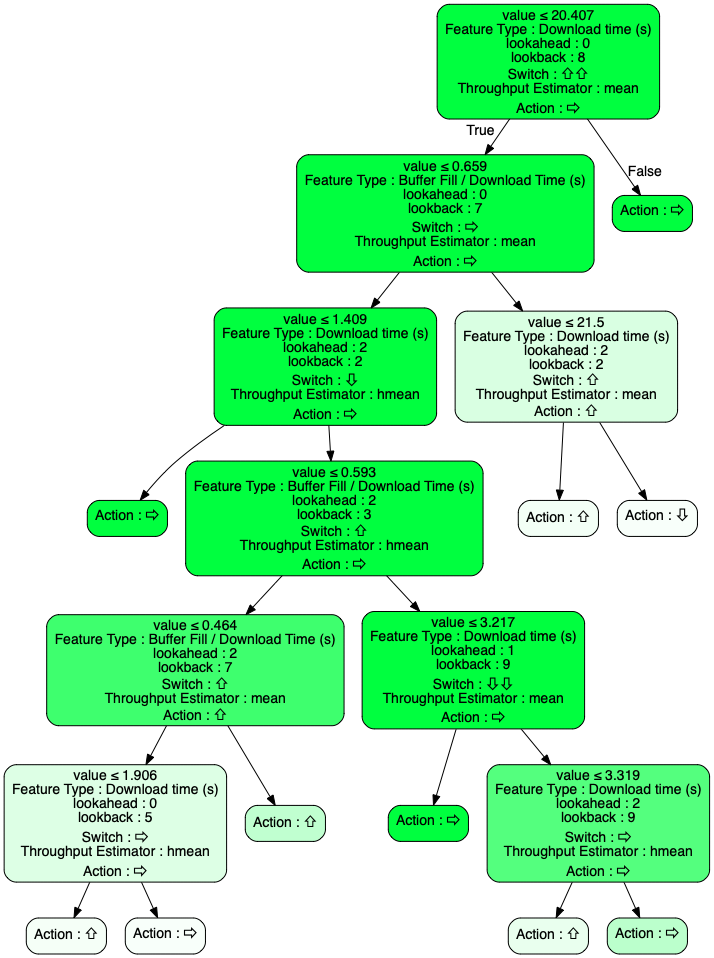 value ≤ 20.407
Feature Type : Download time (s)
lookahead : 0
lookback : 8
Switch : ⇧⇧
Throughput Estimator : mean
Action : ⇨
True
False
value ≤ 0.659
Feature Type : Buffer Fill / Download Time (s)
lookahead : 0
lookback : 7
Switch : ⇨
Throughput Estimator : mean
Action : ⇨
Action : ⇨
value ≤ 1.409
Feature Type : Download time (s)
lookahead : 2
lookback : 2
Switch : ⇩
Throughput Estimator : hmean
Action : ⇨
value ≤ 21.5
Feature Type : Download time (s)
lookahead : 2
lookback : 2
Switch : ⇧
Throughput Estimator : mean
Action : ⇧
Action : ⇨
value ≤ 0.593
Feature Type : Buffer Fill / Download Time (s)
lookahead : 2
lookback : 3
Switch : ⇧
Throughput Estimator : hmean
Action : ⇨
Action : ⇧
Action : ⇩
value ≤ 0.464
Feature Type : Buffer Fill / Download Time (s)
lookahead : 2
lookback : 7
Switch : ⇧
Throughput Estimator : mean
Action : ⇧
value ≤ 3.217
Feature Type : Download time (s)
lookahead : 1
lookback : 9
Switch : ⇩⇩
Throughput Estimator : mean
Action : ⇨
value ≤ 1.906
Feature Type : Download time (s)
lookahead : 0
lookback : 5
Switch : ⇨
Throughput Estimator : hmean
Action : ⇨
Action : ⇧
Action : ⇨
value ≤ 3.319
Feature Type : Download time (s)
lookahead : 2
lookback : 9
Switch : ⇨
Throughput Estimator : hmean
Action : ⇨
Action : ⇧
Action : ⇨
Action : ⇧
Action : ⇨